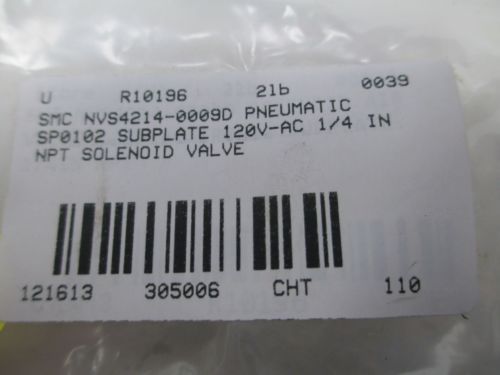 U R10196 2lb 0039
SMC NVS4214-0009D PNEUMATIC
SP0102 SUBPLATE 120V-AC 1/4 IN
NPT SOLENOID VALVE
121613 305006 CHT 110